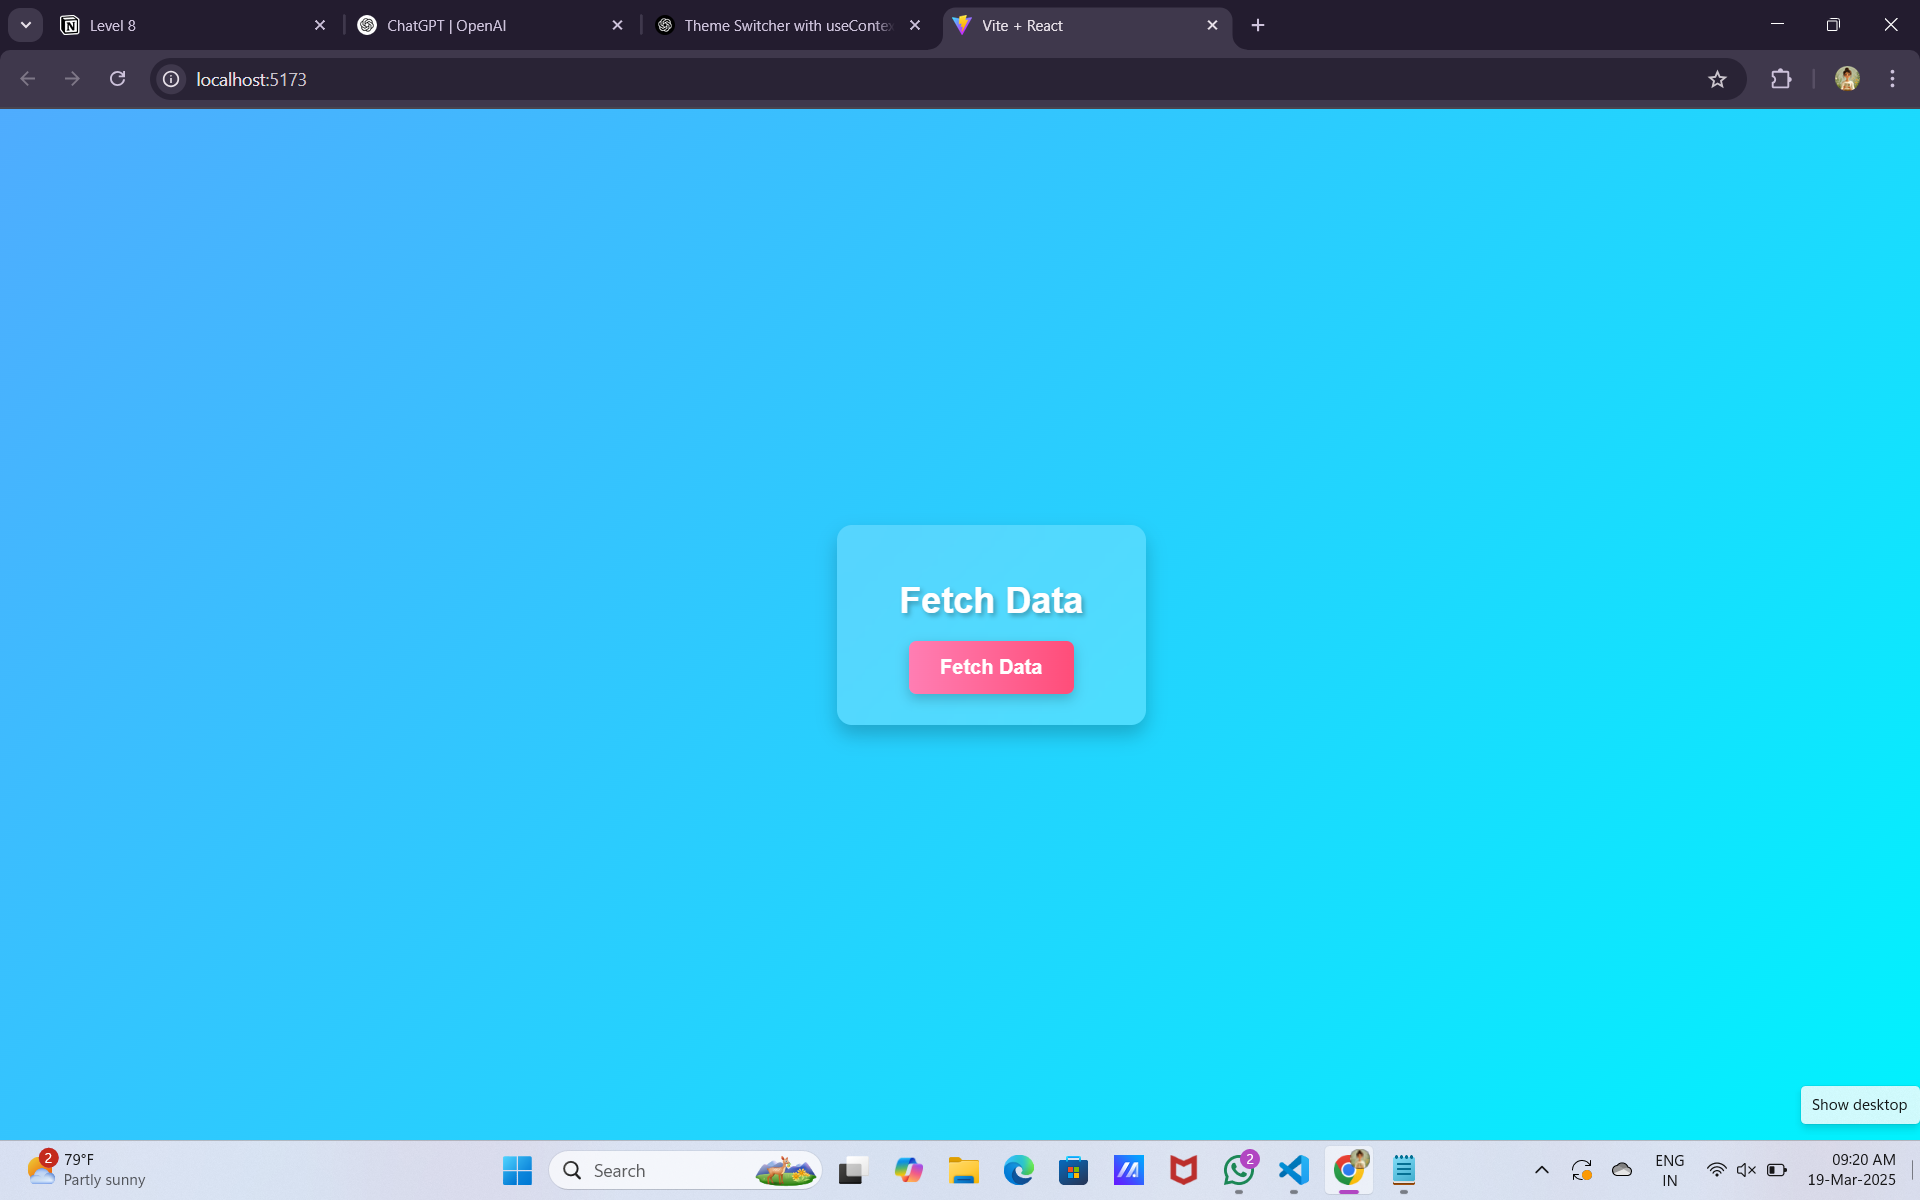 Level 8
ChatGPT | OpenAI
Theme Switcher with useContex
Vite + React
localhost:5173
Fetch Data
Fetch Data
Show desktop
2
79°F
Partly sunny
Search
2
ENG
IN
09:20 AM
19-Mar-2025